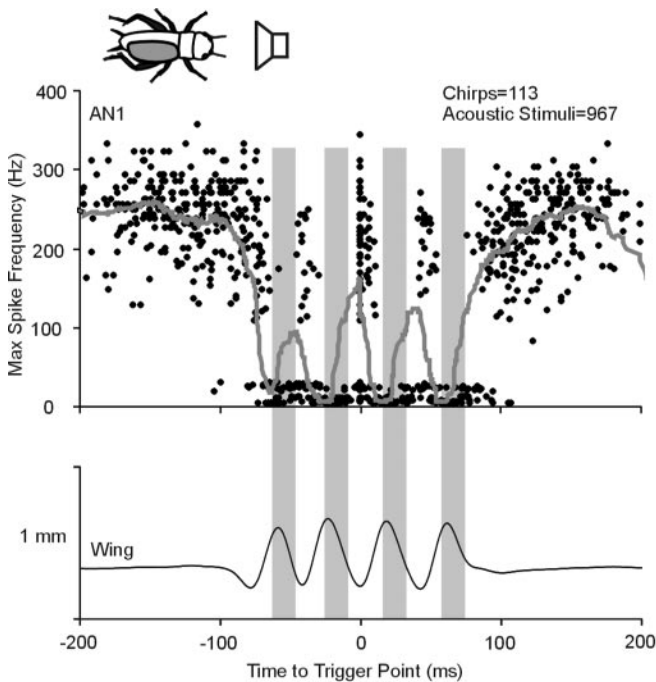 400
AN1
Chirps=113
Acoustic Stimuli=967
300
200
100
0
Max Spike Frequency (Hz)
1 mm
Wing
-200
-100
0
100
200
Time to Trigger Point (ms)